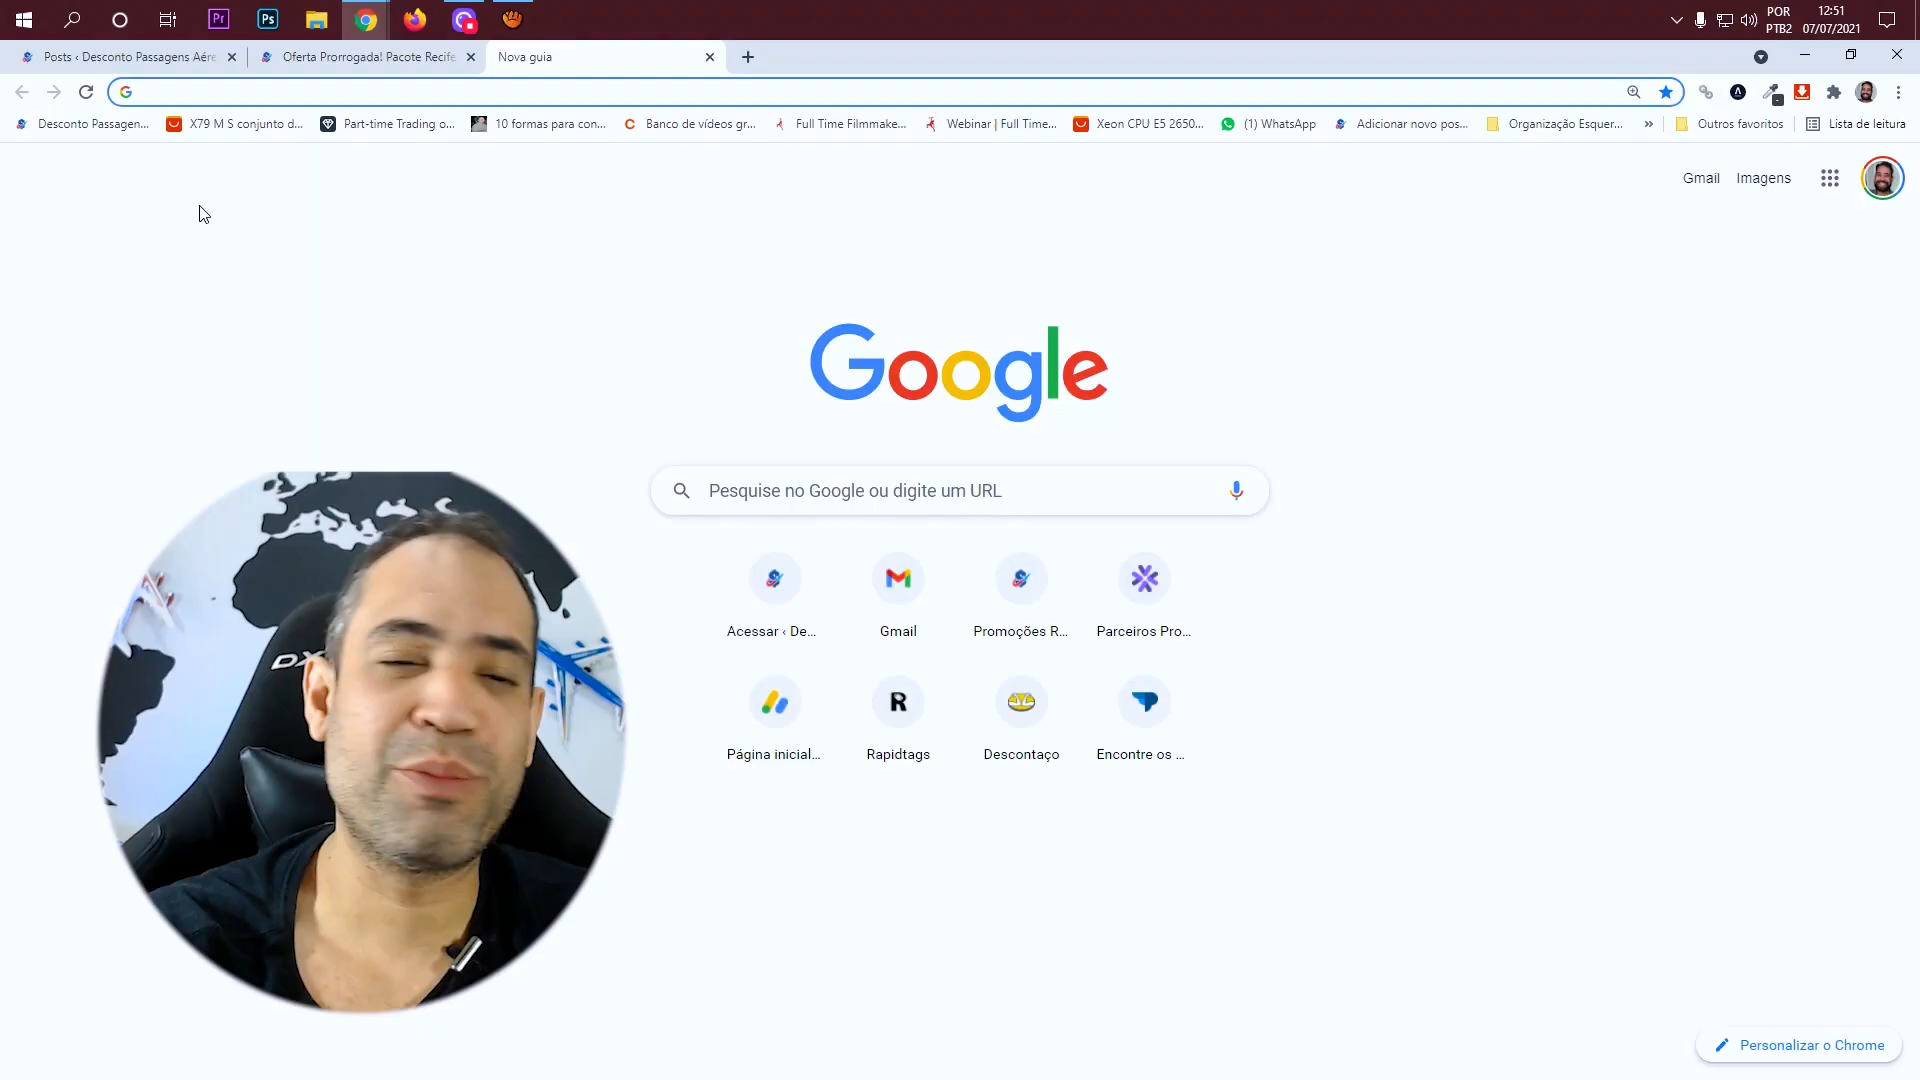 Pr
Ps
POR
PTB2
12:51
07/07/2021
Posts ‹ Desconto Passagens Aére
Oferta Prorrogada! Pacote Recife
Nova guia
Desconto Passagen...
X79 M S conjunto d...
Part-time Trading o...
10 formas para con...
Banco de vídeos gr...
Full Time Filmmake...
Webinar | Full Time...
Xeon CPU E5 2650...
(1) WhatsApp
Adicionar novo pos...
Organização Esquer...
»
Outros favoritos
Lista de leitura
Gmail
Imagens
Google
Pesquise no Google ou digite um URL
Acessar ‹ De...
Gmail
Promoções R...
Parceiros Pro...
R
Página inicial...
Rapidtags
Descontaço
Encontre os ...
DX
Personalizar o Chrome